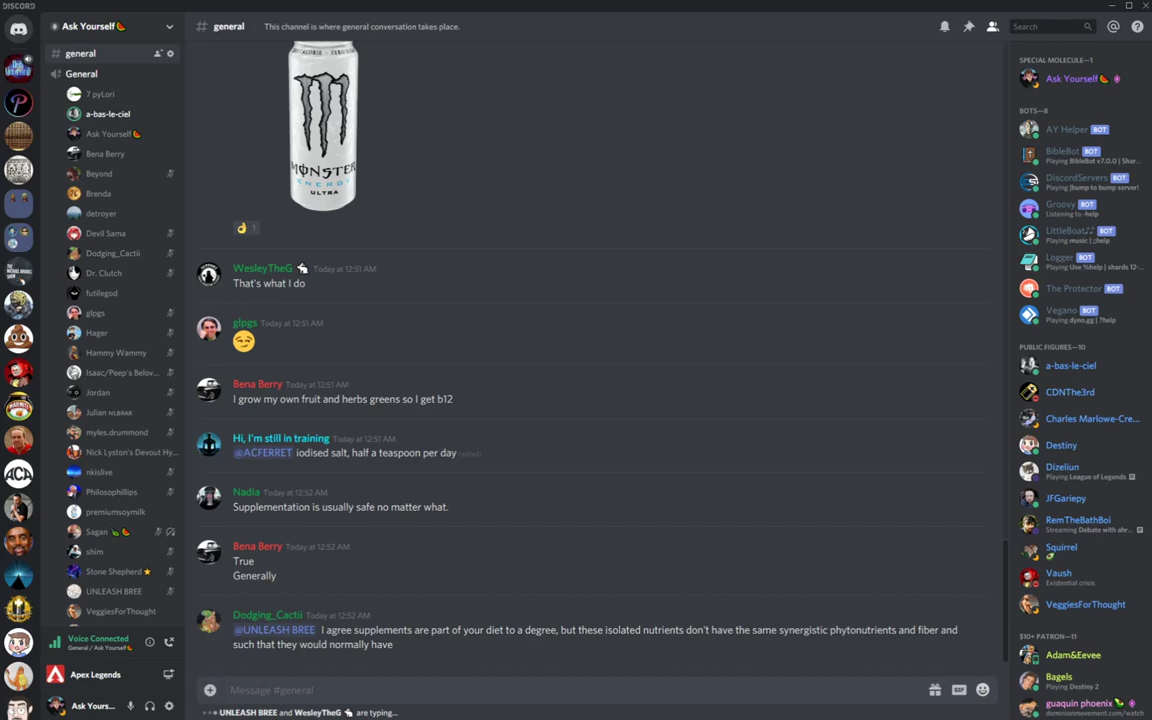 DISCORD
Ask Yourself
general
This channel is where general conversation takes place.
Search
general
General
7 pyLori
a-bas-le-ciel
Ask Yourself
Bena Berry
Beyond
Brenda
detroyer
Devil Sama
Dodging_Cactii
Dr. Clutch
futilegod
glpgs
Hager
Hammy Wammy
Isaac/Peep's Belov...
Jordan
Julian NLBRAR
myles.drummond
Nick Lyston's Devout Hy...
nkislive
Philosophillips
premiumsoymilk
Sagan
shim
Stone Shepherd
UNLEASH BREE
VeggiesForThought
Voice Connected
General / Ask Yourself
Apex Legends
Ask Yours...
ACA
MONSTER
ENERGY
ULTRA
1
WesleyTheG Today at 12:51 AM
That's what I do
glpgs Today at 12:51 AM
Bena Berry Today at 12:51 AM
I grow my own fruit and herbs greens so I get b12
Hi, I'm still in training Today at 12:51 AM
@ACFERRET iodised salt, half a teaspoon per day (edited)
Nadia Today at 12:52 AM
Supplementation is usually safe no matter what.
Bena Berry Today at 12:52 AM
True
Generally
Dodging_Cactii Today at 12:52 AM
@UNLEASH BREE I agree supplements are part of your diet to a degree, but these isolated nutrients don't have the same synergistic phytonutrients and fiber and
such that they would normally have
Message #general
GIF
UNLEASH BREE and WesleyTheG are typing...
SPECIAL MOLECULE—1
Ask Yourself
BOTS—8
AY Helper BOT
BibleBot BOT
Playing BibleBot v7.0.0 | Shar...
DiscordServers BOT
Playing (bump to bump server!
Groovy BOT
Listening to -help
LittleBoat BOT
Playing music | ;;help
Logger BOT
Playing Use %help | shards 12-...
The Protector BOT
Vegano BOT
Playing dyno.gg | ?help
PUBLIC FIGURES—10
a-bas-le-ciel
CDNThe3rd
Charles Marlowe-Cre...
Destiny
Dizeliun
Playing League of Legends
JFGariepy
RemTheBathBoi
Streaming Debate with ahr...
Squirrel
Vaush
Existential crisis
VeggiesForThought
$10+ PATRON—11
Adam&Eevee
Bagels
Playing Destiny 2
guaquin phoenix
dominionmovement.com/watch